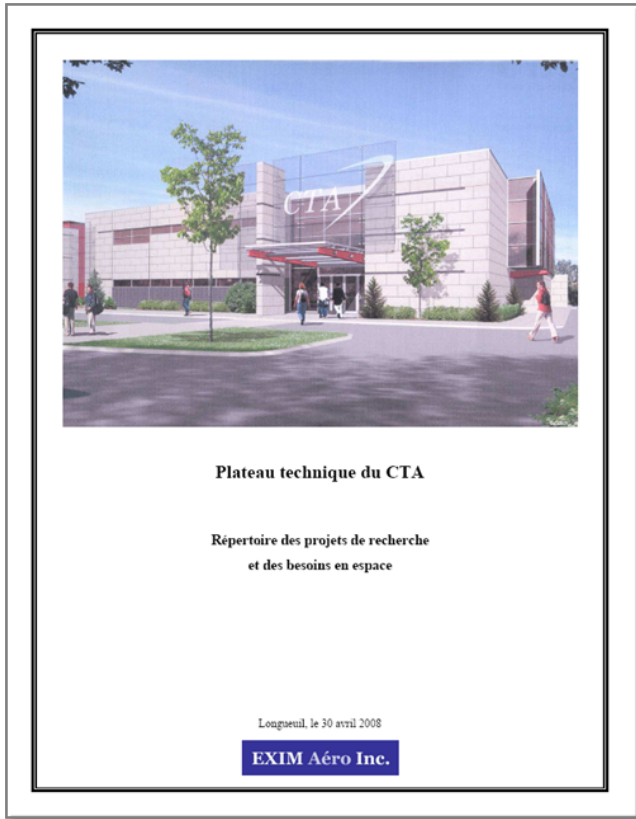 CTA
Plateau technique du CTA
Répertoire des projets de recherche
et des besoins en espace
Longueuil, le 30 avril 2008
EXIM Aéro Inc.